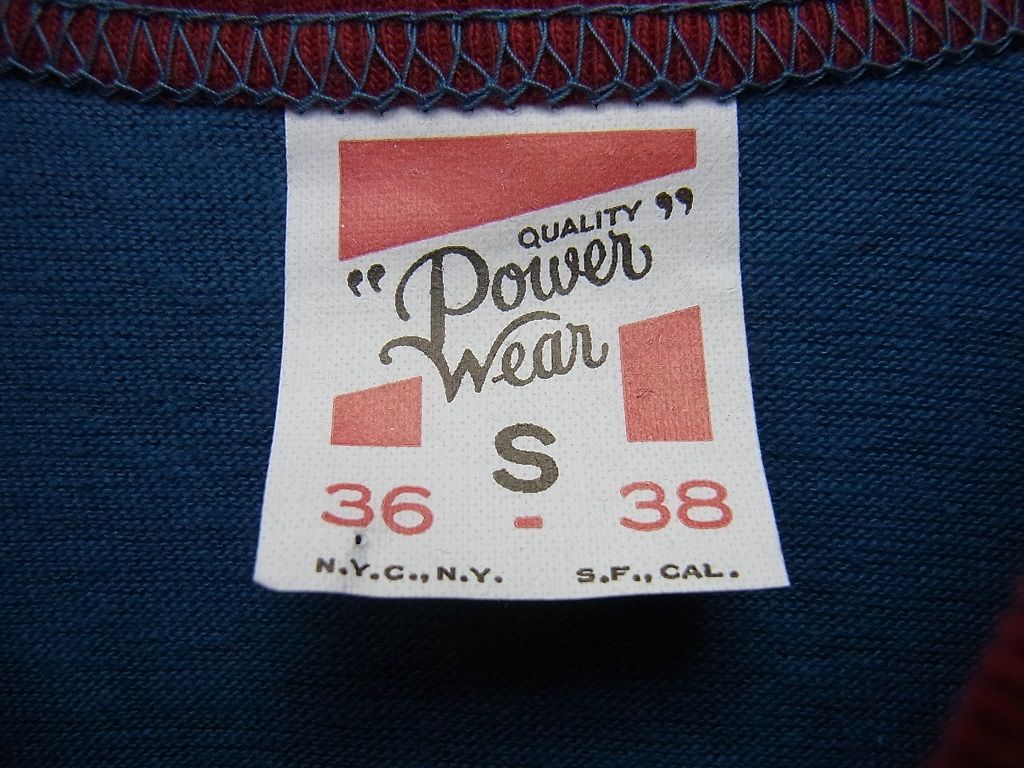 QUALITY
“Power
Wear”
S
36 - 38
N.Y.C., N.Y. S.F., CAL.